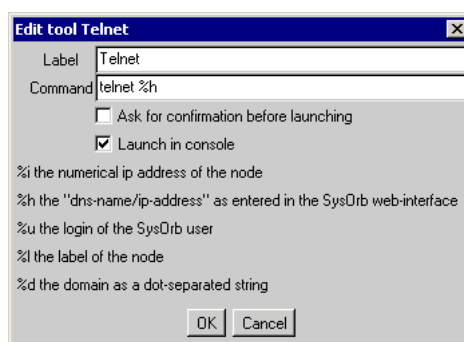 Edit tool Telnet
Label Telnet
Command telnet %h
Ask for confirmation before launching
Launch in console
%i the numerical ip address of the node
%h the "dns-name/ip-address" as entered in the SysOrb web-interface
%u the login of the SysOrb user
%l the label of the node
%d the domain as a dot-separated string
OK Cancel